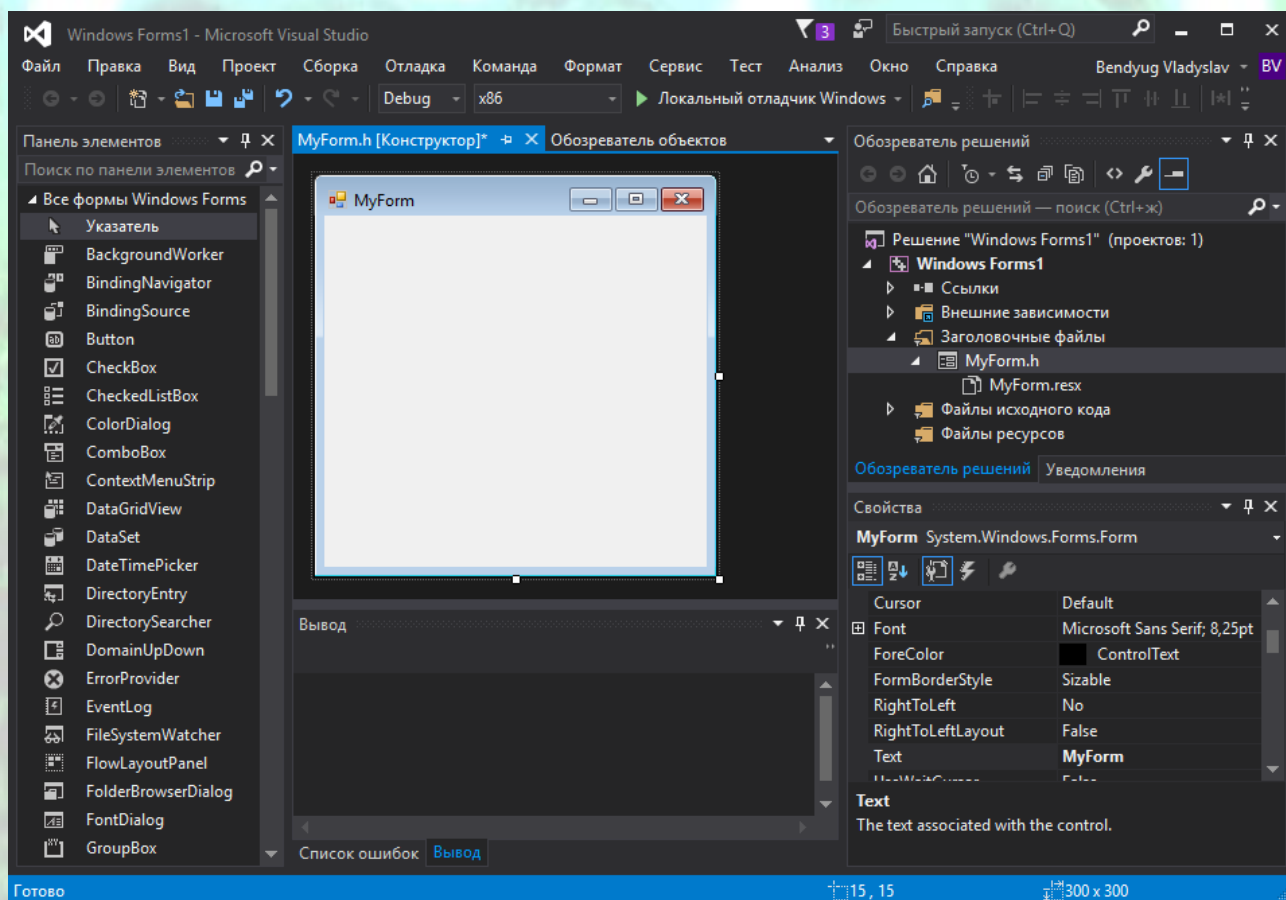 Windows Forms1 - Microsoft Visual Studio
3
Быстрый запуск (Ctrl+Q)
Файл Правка Вид Проект Сборка Отладка Команда Формат Сервис Тест Анализ Окно Справка Bendyug Vladyslav BV
Debug x86 Локальный отладчик Windows
Панель элементов
Поиск по панели элементов
Все формы Windows Forms
Указатель
BackgroundWorker
BindingNavigator
BindingSource
Button
CheckBox
CheckedListBox
ColorDialog
ComboBox
ContextMenuStrip
DataGridView
DataSet
DateTimePicker
DirectoryEntry
DirectorySearcher
DomainUpDown
ErrorProvider
EventLog
FileSystemWatcher
FlowLayoutPanel
FolderBrowserDialog
FontDialog
GroupBox
MyForm.h [Конструктор]* Обозреватель объектов
MyForm
Вывод
Список ошибок Вывод
Обозреватель решений
Обозреватель решений — поиск (Ctrl+ж)
Решение "Windows Forms1" (проектов: 1)
Windows Forms1
Ссылки
Внешние зависимости
Заголовочные файлы
MyForm.h
MyForm.resx
Файлы исходного кода
Файлы ресурсов
Обозреватель решений Уведомления
Свойства
MyForm System.Windows.Forms.Form
Cursor Default
Font Microsoft Sans Serif; 8,25pt
ForeColor ControlText
FormBorderStyle Sizable
RightToLeft No
RightToLeftLayout False
Text MyForm
Text
The text associated with the control.
Готово 15 , 15 300 x 300